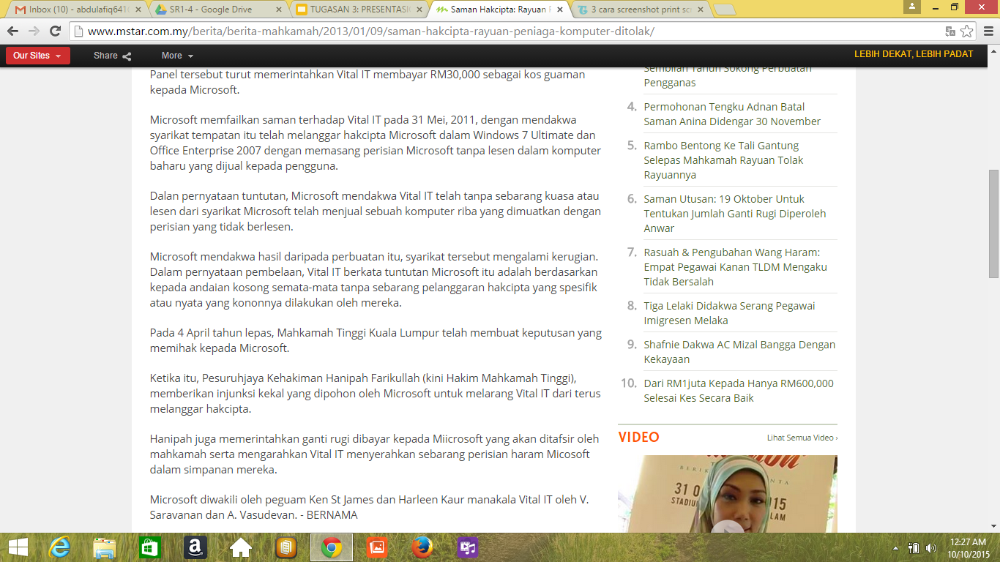 Inbox (10) - abdulafiq6416
SR1-4 - Google Drive
TUGASAN 3: PRESENTASI
Saman Hakcipta: Rayuan P
3 cara screenshot print scr
www.mstar.com.my/berita/berita-mahkamah/2013/01/09/saman-hakcipta-rayuan-peniaga-komputer-ditolak/
Our Sites
Share
More
LEBIH DEKAT, LEBIH PADAT
Panel tersebut turut memerintahkan Vital IT membayar RM30,000 sebagai kos guaman
kepada Microsoft.
Microsoft memfailkan saman terhadap Vital IT pada 31 Mei, 2011, dengan mendakwa
syarikat tempatan itu telah melanggar hakcipta Microsoft dalam Windows 7 Ultimate dan
Office Enterprise 2007 dengan memasang perisian Microsoft tanpa lesen dalam komputer
baharu yang dijual kepada pengguna.
Dalan pernyataan tuntutan, Microsoft mendakwa Vital IT telah tanpa sebarang kuasa atau
lesen dari syarikat Microsoft telah menjual sebuah komputer riba yang dimuatkan dengan
perisian yang tidak berlesen.
Microsoft mendakwa hasil daripada perbuatan itu, syarikat tersebut mengalami kerugian.
Dalam pernyataan pembelaan, Vital IT berkata tuntutan Microsoft itu adalah berdasarkan
kepada andaian kosong semata-mata tanpa sebarang pelanggaran hakcipta yang spesifik
atau nyata yang kononnya dilakukan oleh mereka.
Pada 4 April tahun lepas, Mahkamah Tinggi Kuala Lumpur telah membuat keputusan yang
memihak kepada Microsoft.
Ketika itu, Pesuruhjaya Kehakiman Hanipah Farikullah (kini Hakim Mahkamah Tinggi),
memberikan injunksi kekal yang dipohon oleh Microsoft untuk melarang Vital IT dari terus
melanggar hakcipta.
Hanipah juga memerintahkan ganti rugi dibayar kepada Miicrosoft yang akan ditafsir oleh
mahkamah serta mengarahkan Vital IT menyerahkan sebarang perisian haram Micosoft
dalam simpanan mereka.
Microsoft diwakili oleh peguam Ken St James dan Harleen Kaur manakala Vital IT oleh V.
Saravanan dan A. Vasudevan. - BERNAMA
Sembilan Tahun Sokong Perbuatan
Pengganas
4. Permohonan Tengku Adnan Batal
Saman Anina Didengar 30 November
5. Rambo Bentong Ke Tali Gantung
Selepas Mahkamah Rayuan Tolak
Rayuannya
6. Saman Utusan: 19 Oktober Untuk
Tentukan Jumlah Ganti Rugi Diperoleh
Anwar
7. Rasuah & Pengubahan Wang Haram:
Empat Pegawai Kanan TLDM Mengaku
Tidak Bersalah
8. Tiga Lelaki Didakwa Serang Pegawai
Imigresen Melaka
9. Shafnie Dakwa AC Mizal Bangga Dengan
Kekayaan
10. Dari RM1juta Kepada Hanya RM600,000
Selesai Kes Secara Baik
VIDEO
Lihat Semua Video ›
31 O
15
STADIU
LAM
12:27 AM
10/10/2015